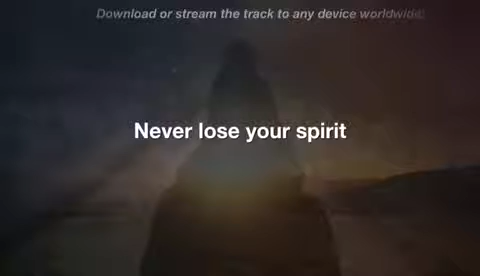 Download or stream the track to any device worldwide!
Never lose your spirit